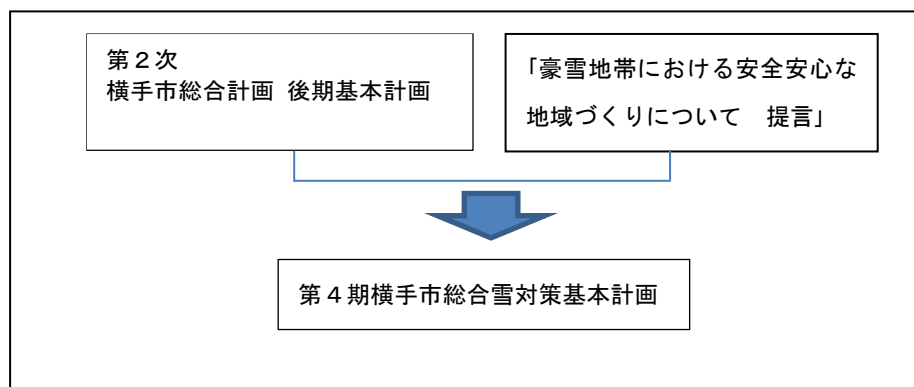 第２次
横手市総合計画 後期基本計画
「豪雪地帯における安全安心な
地域づくりについて　提言」
第４期横手市総合雪対策基本計画